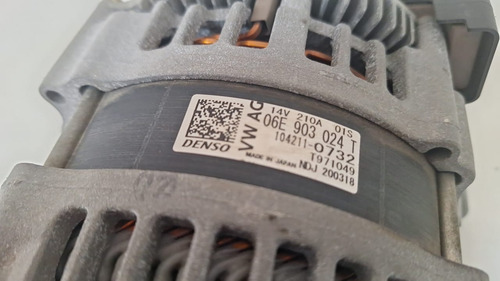 14V 210A 01S
VW AG 06E 903 024 T
104211-0732
DENSO T971049
MADE IN JAPAN NDJ 200318